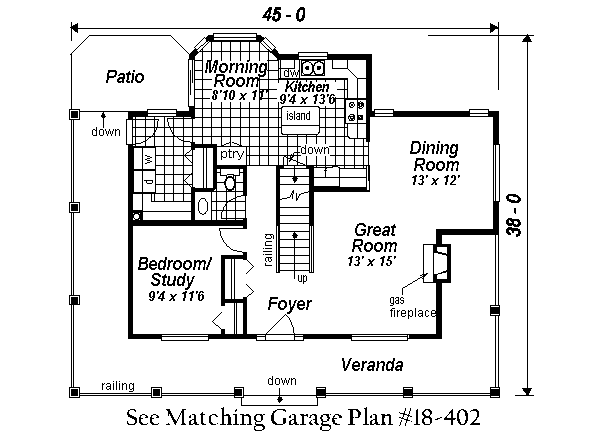 45 - 0
Patio
Morning
Room
8'10 x 11'
dw
Kitchen
9'4 x 13'6
island
down
w
d
ptry
down
Dining
Room
13' x 12'
38 - 0
Great
Room
13' x 15'
railing
up
Bedroom/
Study
9'4 x 11'6
gas
fireplace
Foyer
Veranda
railing
down
See Matching Garage Plan #18-402